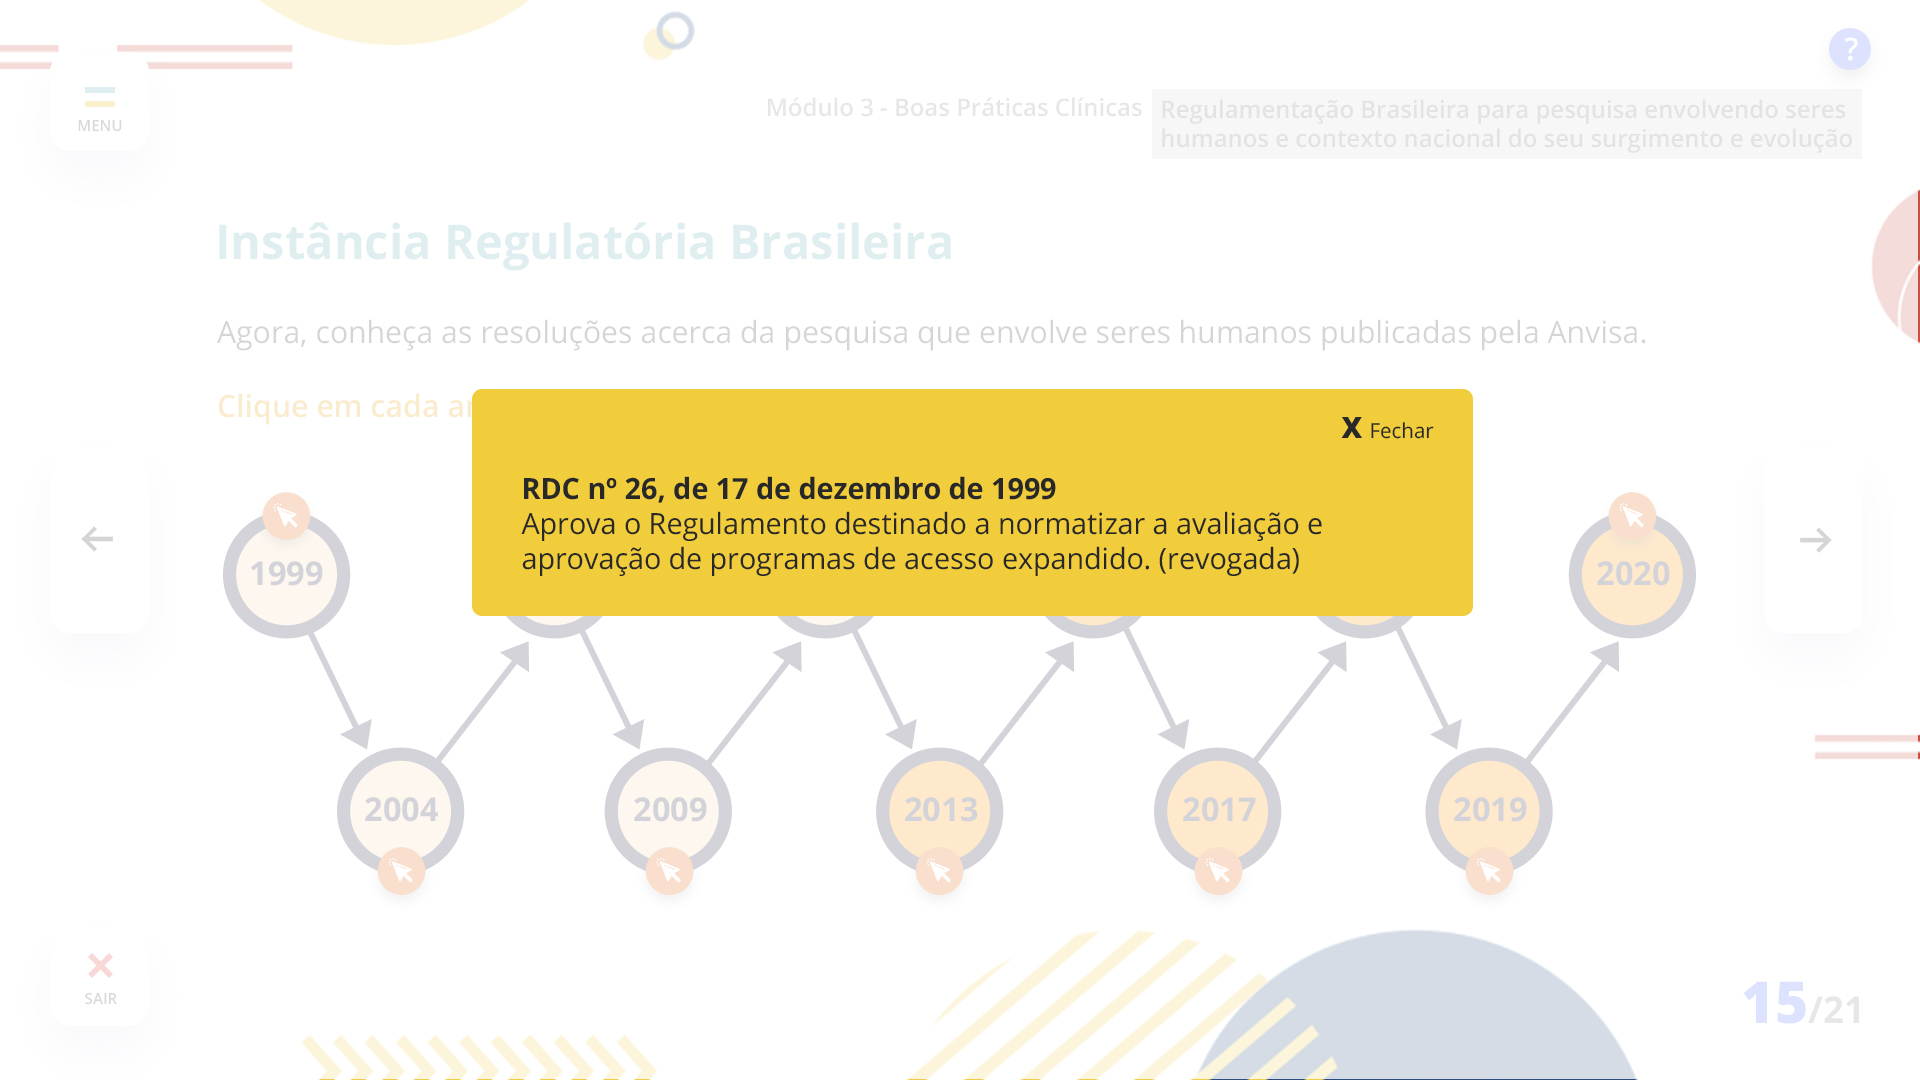 ?
MENU
Módulo 3 - Boas Práticas Clínicas
Regulamentação Brasileira para pesquisa envolvendo seres
humanos e contexto nacional do seu surgimento e evolução
Instância Regulatória Brasileira
Agora, conheça as resoluções acerca da pesquisa que envolve seres humanos publicadas pela Anvisa.
Clique em cada
X Fechar
RDC nº 26, de 17 de dezembro de 1999
Aprova o Regulamento destinado a normatizar a avaliação e
aprovação de programas de acesso expandido. (revogada)
1999
2020
2004
2009
2013
2017
2019
SAIR
15/21